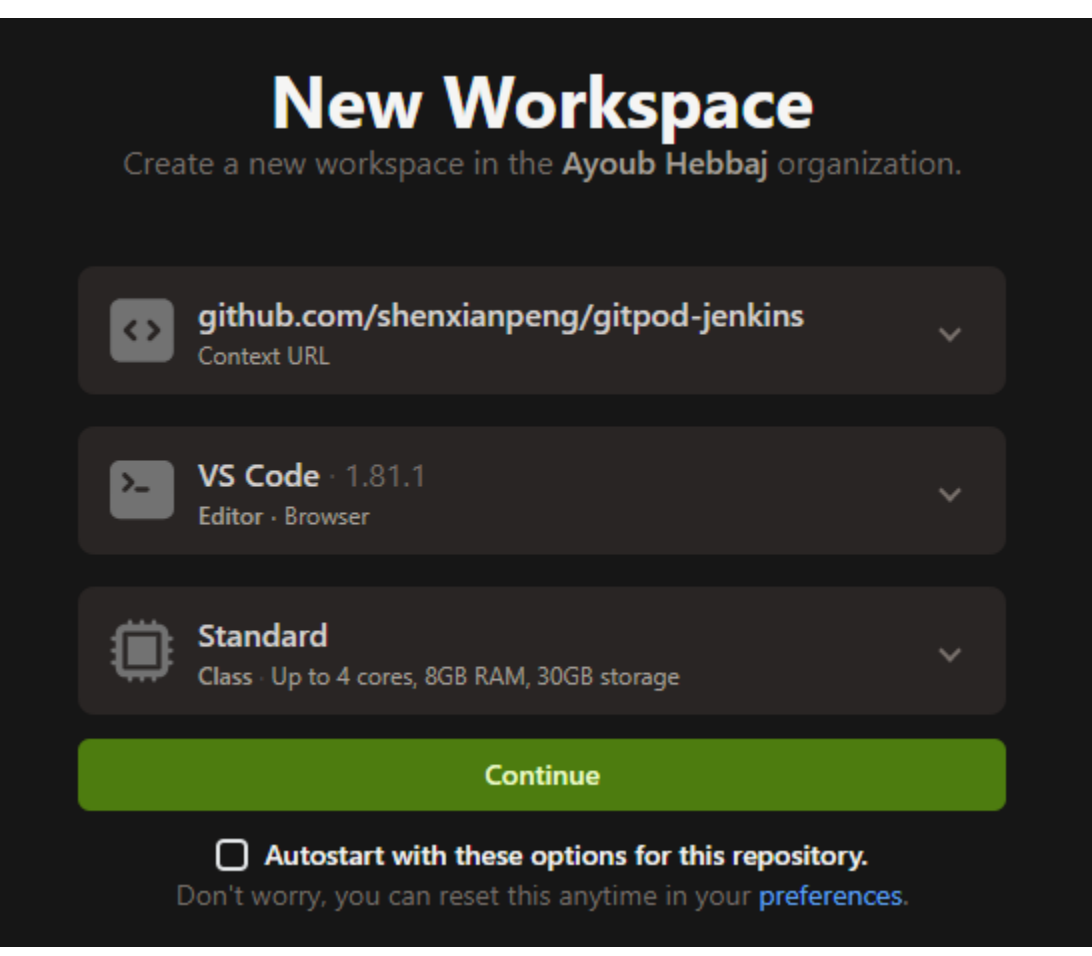 New Workspace
Create a new workspace in the Ayoub Hebbaj organization.
github.com/shenxianpeng/gitpod-jenkins
Context URL
VS Code · 1.81.1
Editor · Browser
Standard
Class · Up to 4 cores, 8GB RAM, 30GB storage
Continue
Autostart with these options for this repository.
Don't worry, you can reset this anytime in your preferences.